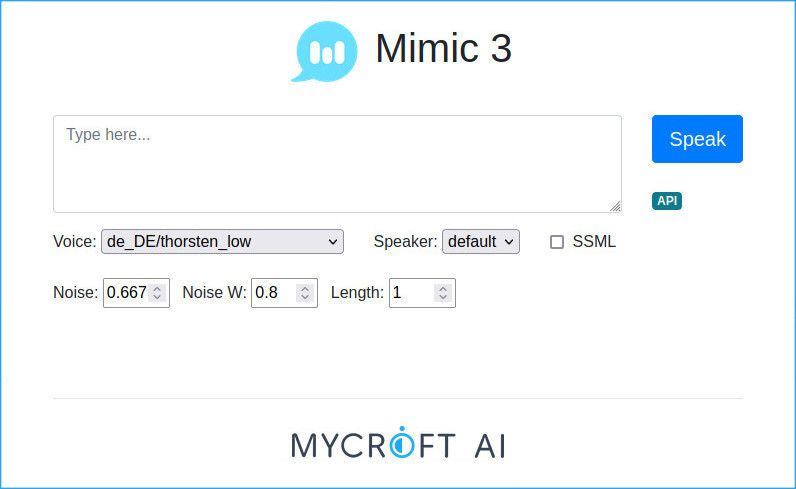 Mimic 3
Type here...
Speak
API
Voice: de_DE/thorsten_low Speaker: default SSML
Noise: 0.667 Noise W: 0.8 Length: 1
MYCROFT AI